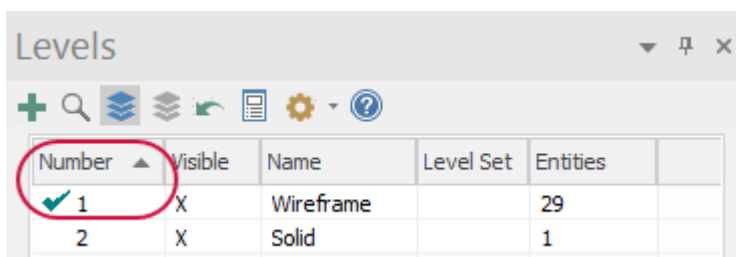 Levels
Number Visible Name Level Set Entities
1 X Wireframe 29
2 X Solid 1